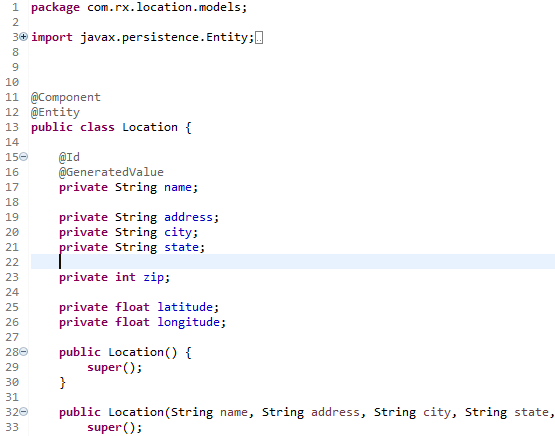 1 package com.rx.location.models;
2
3 import javax.persistence.Entity;
8
9
10
11 @Component
12 @Entity
13 public class Location {
14
15 @Id
16 @GeneratedValue
17 private String name;
18
19 private String address;
20 private String city;
21 private String state;
22
23 private int zip;
24
25 private float latitude;
26 private float longitude;
27
28 public Location() {
29 super();
30 }
31
32 public Location(String name, String address, String city, String state,
33 super();